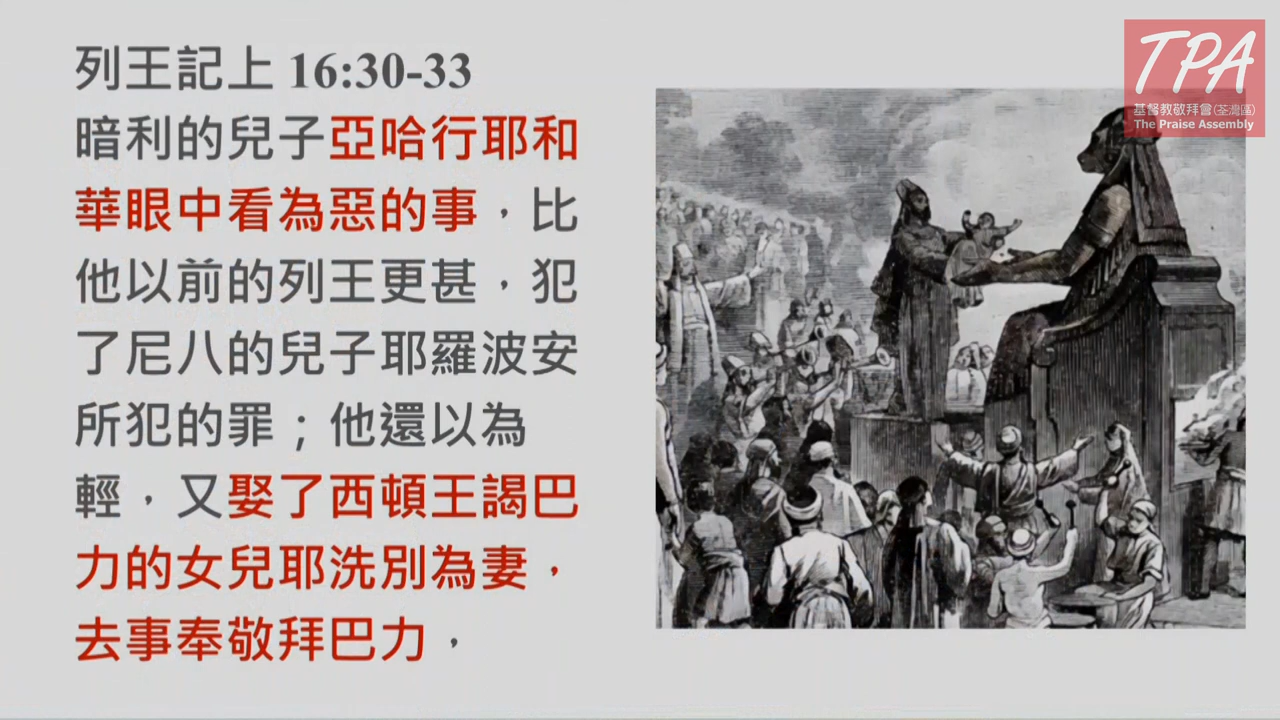 列王記上 16:30-33
暗利的兒子亞哈行耶和
華眼中看為惡的事，比
他以前的列王更甚，犯
了尼八的兒子耶羅波安
所犯的罪；他還以為
輕，又娶了西頓王謁巴
力的女兒耶洗別為妻，
去事奉敬拜巴力，
TPA
基督教敬拜會(荃灣區)
The Praise Assembly